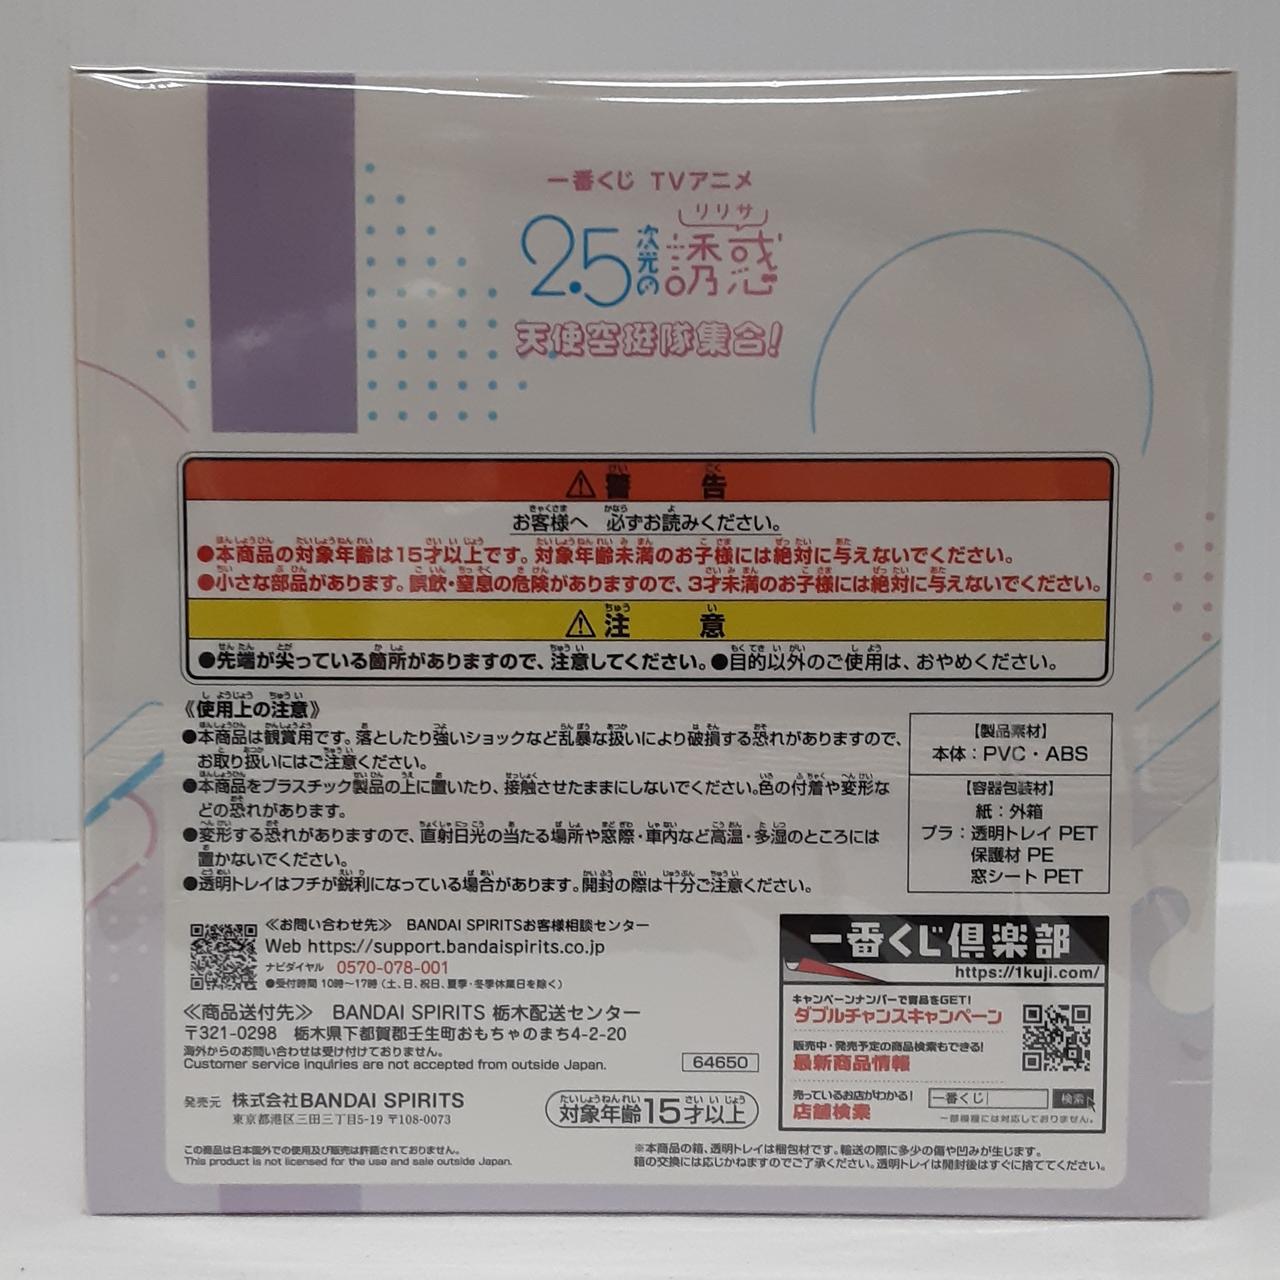 一番くじ TVアニメ
2.5次元の誘惑
リリサ
天使空挺隊集合!
⚠警告
お客様へ 必ずお読みください。
●本商品の対象年齢は15才以上です。対象年齢未満のお子様には絶対に与えないでください。
●小さな部品があります。誤飲・窒息の危険がありますので、3才未満のお子様には絶対に与えないでください。
⚠注意
●先端が尖っている箇所がありますので、注意してください。●目的以外のご使用は、おやめください。
《使用上の注意》
●本商品は観賞用です。落としたり強いショックなど乱暴な扱いにより破損する恐れがありますので、
お取り扱いにはご注意ください。
●本商品をプラスチック製品の上に置いたり、接触させたままにしないでください。色の付着や変形な
どの恐れがあります。
●変形する恐れがありますので、直射日光の当たる場所や窓際・車内など高温・多湿のところには
置かないでください。
●透明トレイはフチが鋭利になっている場合があります。開封の際は十分ご注意ください。
【製品素材】
本体:PVC・ABS
【容器包装材】
紙:外箱
プラ:透明トレイ PET
保護材 PE
窓シート PET
≪お問い合わせ先≫ BANDAI SPIRITSお客様相談センター
Web https://support.bandaispirits.co.jp
ナビダイヤル 0570-078-001
●受付時間 10時〜17時(土、日、祝日、夏季・冬季休業日を除く)
≪商品送付先≫ BANDAI SPIRITS 栃木配送センター
〒321-0298 栃木県下都賀郡壬生町おもちゃのまち4-2-20
海外からのお問い合わせは受け付けておりません。
Customer service inquiries are not accepted from outside Japan.
64650
発売元 株式会社BANDAI SPIRITS
東京都港区三田三丁目5-19 〒108-0073
対象年齢15才以上
この商品は日本国外での使用及び販売は許諾されておりません。
This product is not licensed for the use and sale outside Japan.
一番くじ倶楽部
https://1kuji.com/
キャンペーンナンバーで賞品をGET!
ダブルチャンスキャンペーン
販売中・発売予定の商品検索もできる!
最新商品情報
売っているお店がわかる!
店舗検索
一番くじ 検索
一部機種には対応しておりません。
※本商品の箱、透明トレイは梱包材です。輸送の際に多少の傷や凹みが生じます。
箱の交換には応じかねますのでご了承ください。透明トレイは開封後はすぐに捨ててください。